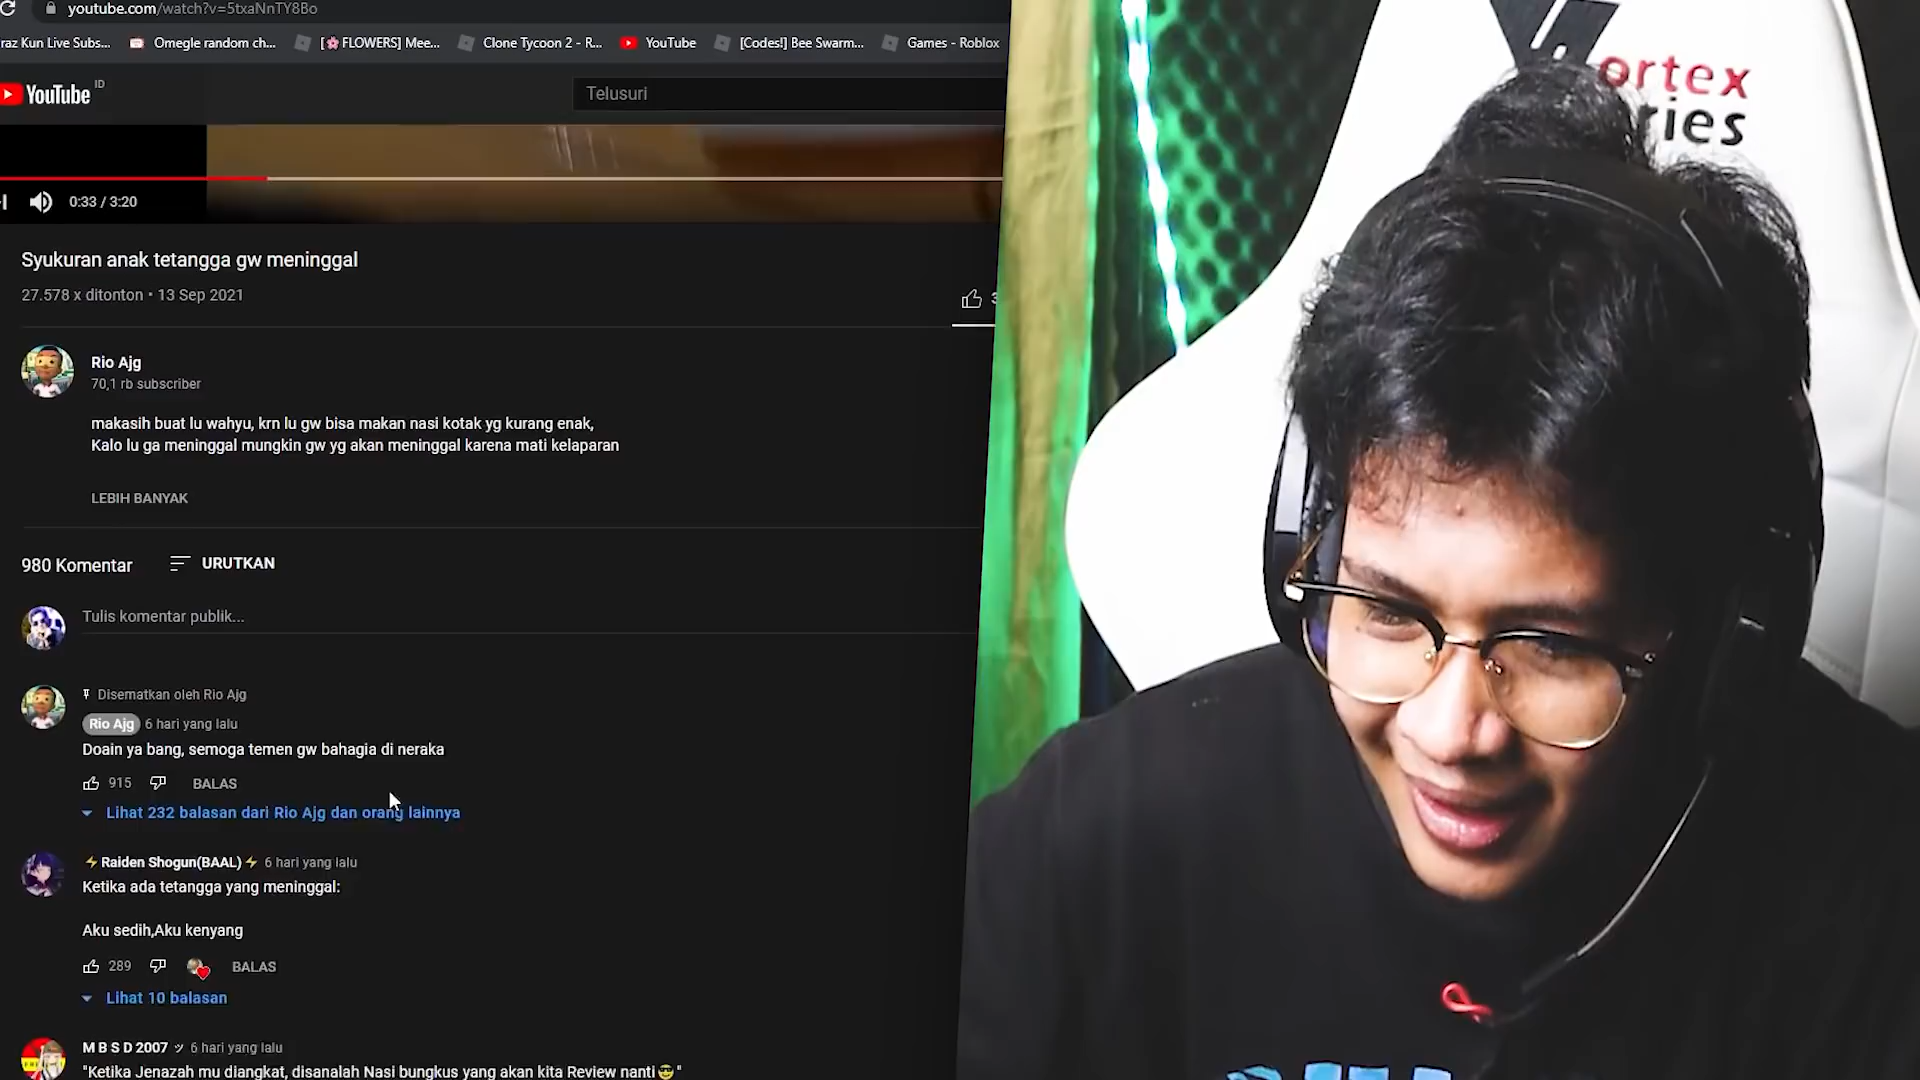 youtube.com/watch?v=5txaNnTY8Bo
raz Kun Live Subs... Omegle random ch... [🌸FLOWERS] Mee... Clone Tycoon 2 - R... YouTube [Codes!] Bee Swarm... Games - Roblox
YouTube ID
Telusuri
0:33 / 3:20
Syukuran anak tetangga gw meninggal
27.578 x ditonton • 13 Sep 2021
Rio Ajg
70,1 rb subscriber
makasih buat lu wahyu, krn lu gw bisa makan nasi kotak yg kurang enak,
Kalo lu ga meninggal mungkin gw yg akan meninggal karena mati kelaparan
LEBIH BANYAK
980 Komentar URUTKAN
Tulis komentar publik...
Disematkan oleh Rio Ajg
Rio Ajg 6 hari yang lalu
Doain ya bang, semoga temen gw bahagia di neraka
915 BALAS
Lihat 232 balasan dari Rio Ajg dan orang lainnya
⚡Raiden Shogun(BAAL)⚡ 6 hari yang lalu
Ketika ada tetangga yang meninggal:
Aku sedih,Aku kenyang
289 BALAS
Lihat 10 balasan
M B S D 2007 ッ 6 hari yang lalu
"Ketika Jenazah mu diangkat, disanalah Nasi bungkus yang akan kita Review nanti😎"
ortex
ries